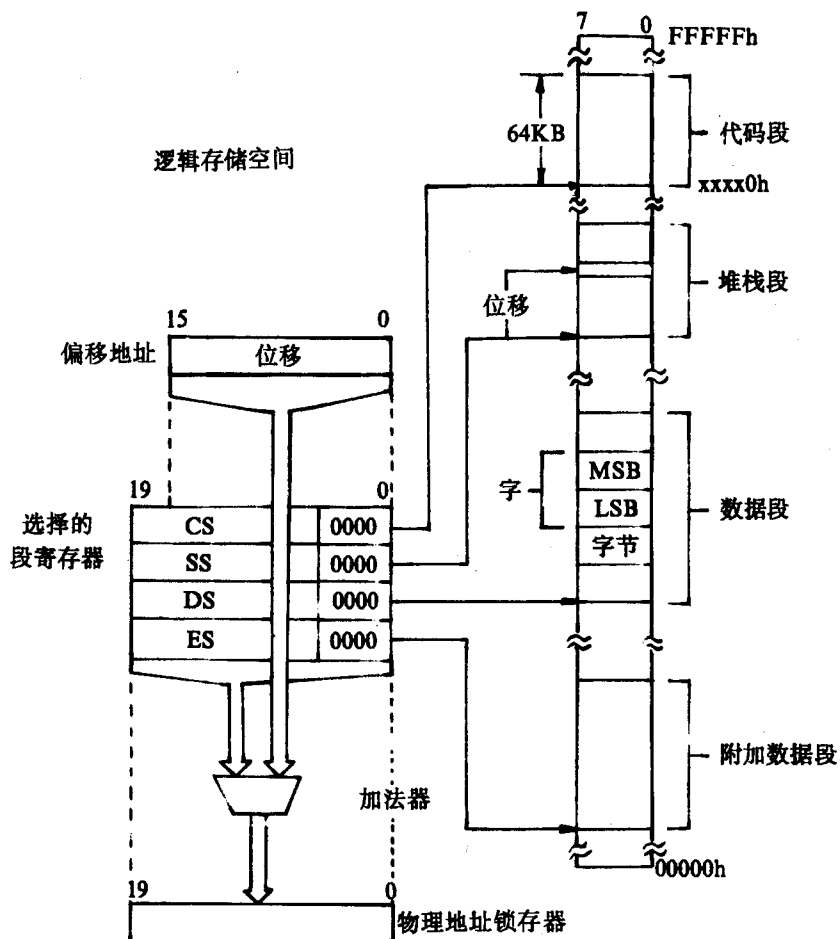 7 0 FFFFFh
64KB
代码段
逻辑存储空间
xxxx0h
堆栈段
位移
15 0
偏移地址 位移
字 MSB
LSB
字节
数据段
19 0
选择的
段寄存器
CS 0000
SS 0000
DS 0000
ES 0000
附加数据段
加法器
00000h
19 0
物理地址锁存器